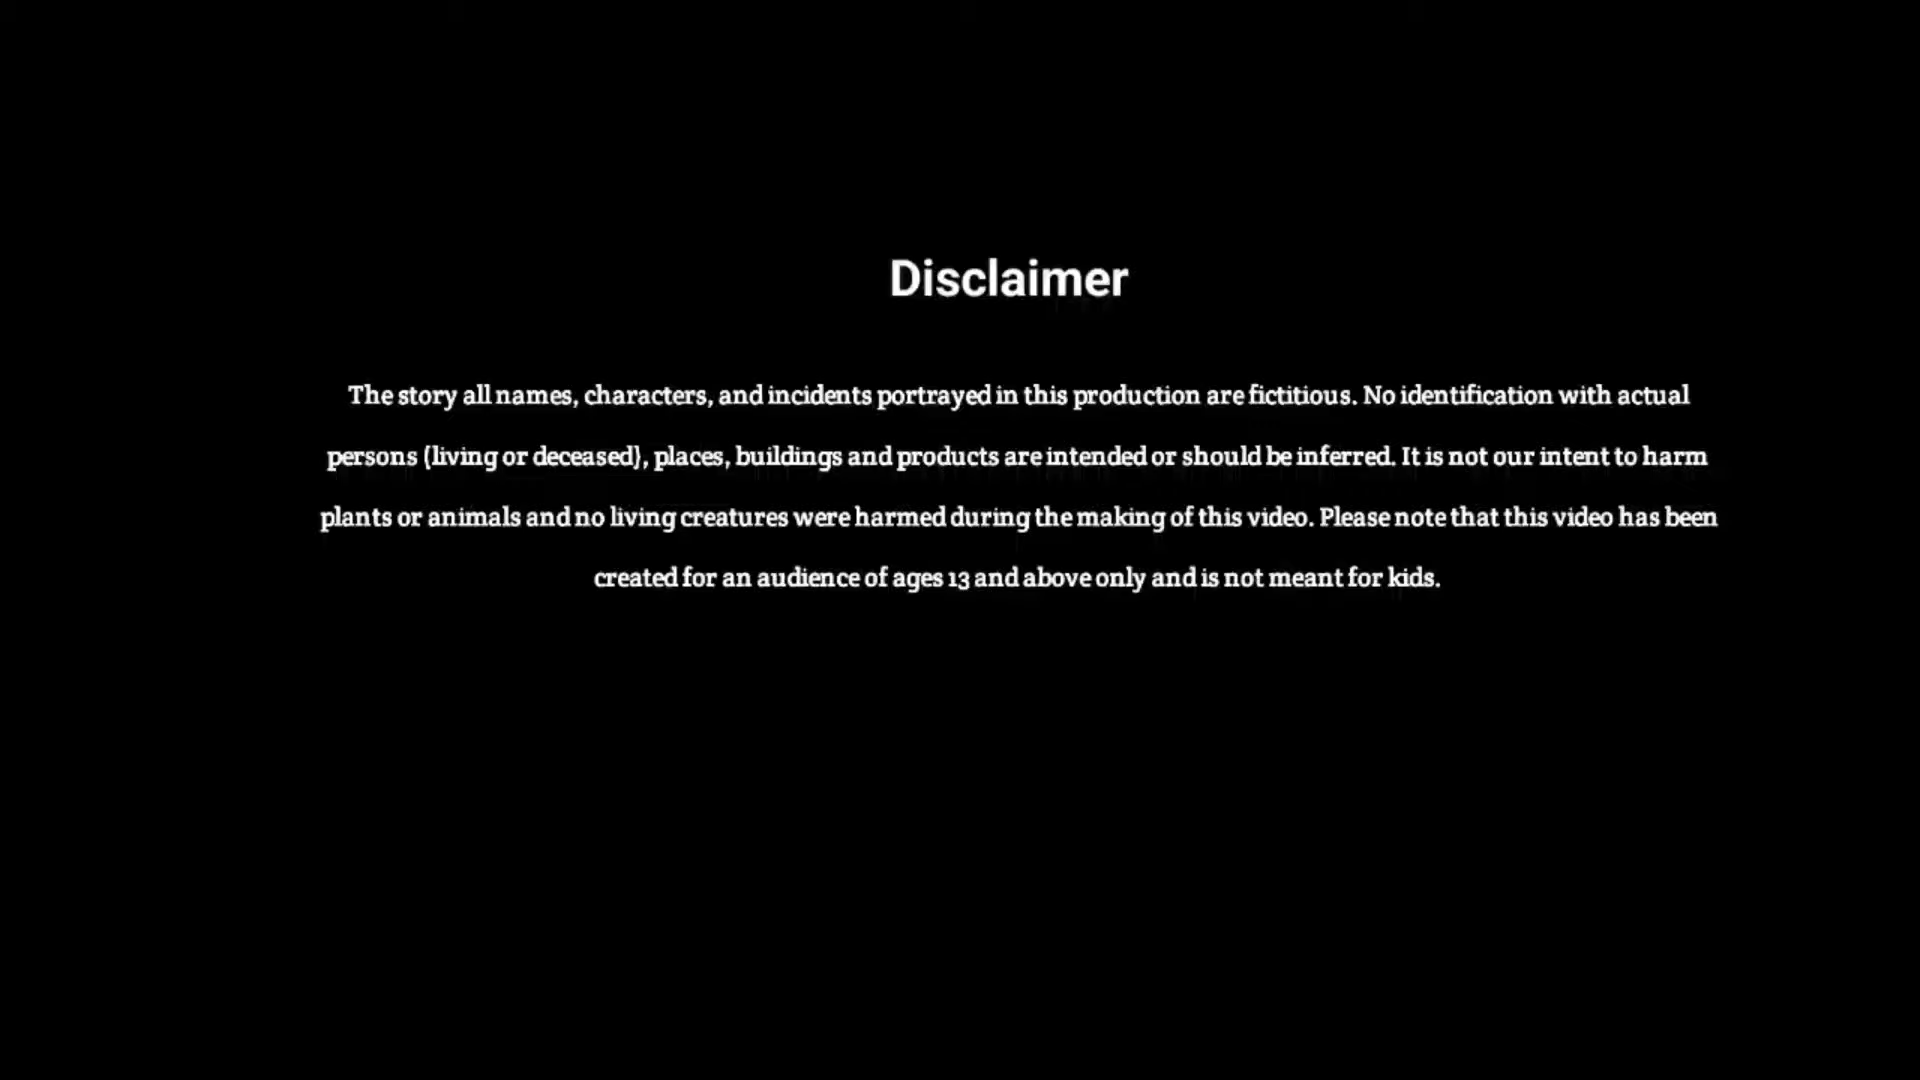 Disclaimer
The story all names, characters, and incidents portrayed in this production are fictitious. No identification with actual
persons (living or deceased), places, buildings and products are intended or should be inferred. It is not our intent to harm
plants or animals and no living creatures were harmed during the making of this video. Please note that this video has been
created for an audience of ages 13 and above only and is not meant for kids.